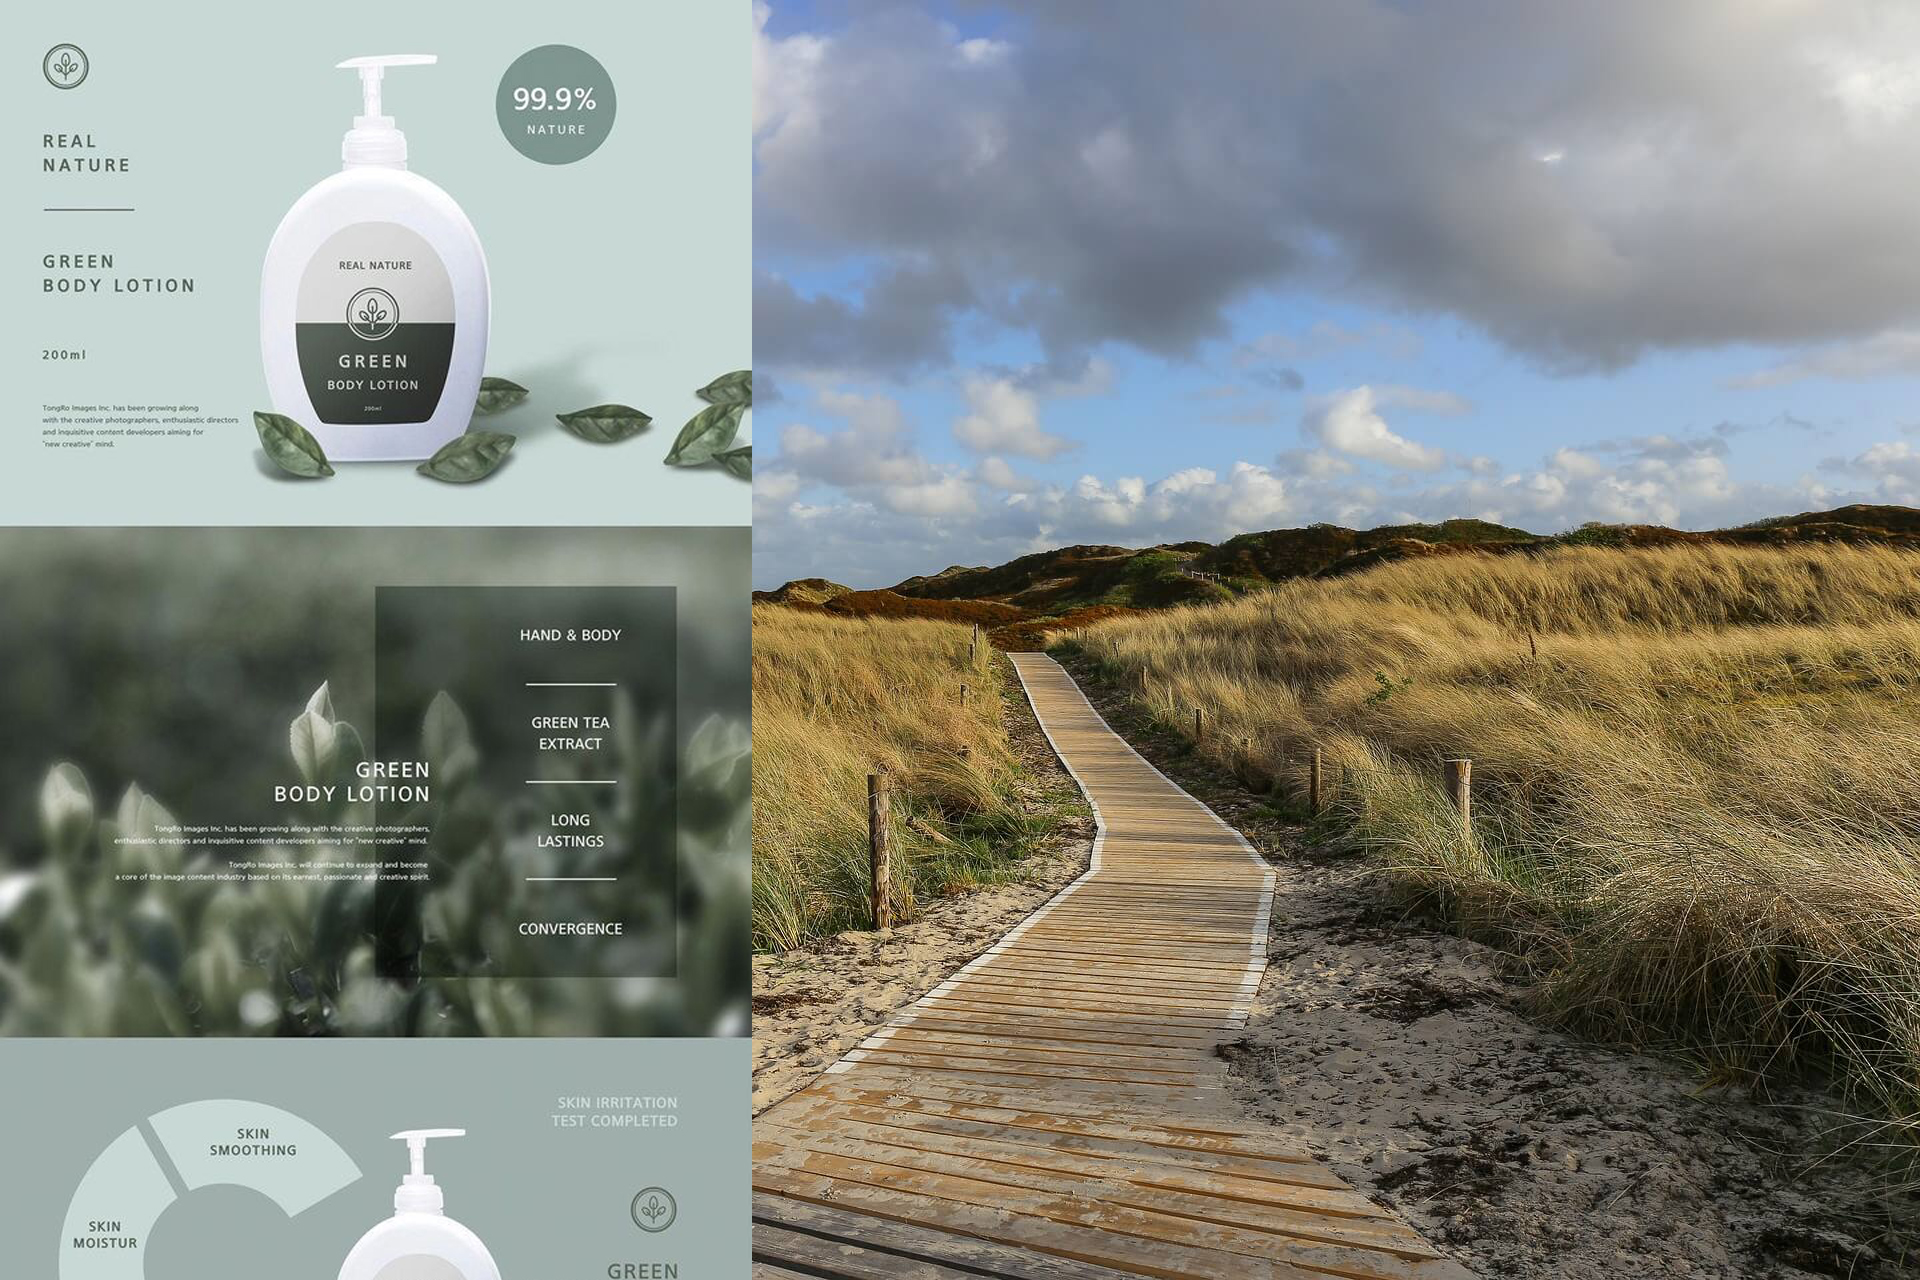 99.9%
NATURE
REAL
NATURE
GREEN
BODY LOTION
200ml
TongRo Images Inc. has been growing along
with the creative photographers, enthusiastic directors
and inquisitive content developers aiming for
"new creative" mind.
REAL NATURE
GREEN
BODY LOTION
200ml
HAND & BODY
GREEN TEA
EXTRACT
LONG
LASTINGS
CONVERGENCE
GREEN
BODY LOTION
TongRo Images Inc. has been growing along with the creative photographers,
enthusiastic directors and inquisitive content developers aiming for "new creative" mind.
TongRo Images Inc. will continue to expand and become
a core of the image content industry based on its earnest, passionate and creative spirit.
SKIN IRRITATION
TEST COMPLETED
SKIN
SMOOTHING
SKIN
MOISTUR
GREEN